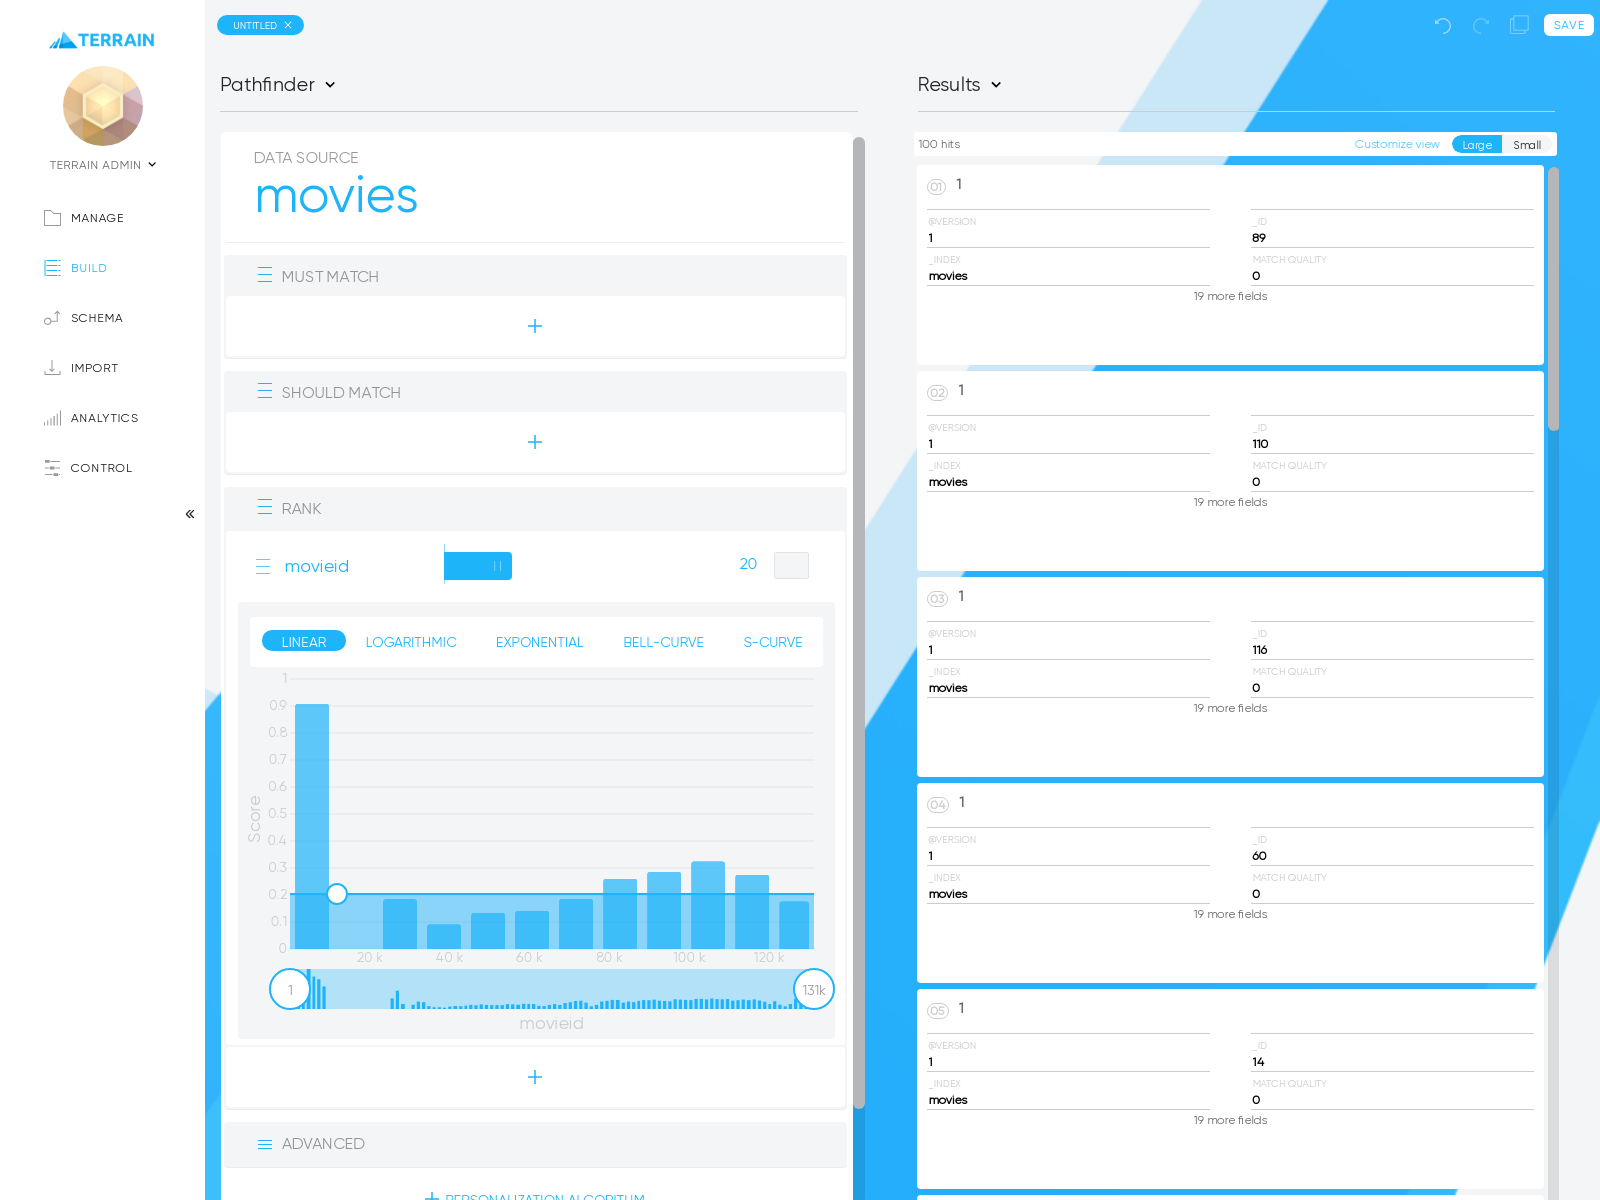 TERRAIN
TERRAIN ADMIN
MANAGE
BUILD
SCHEMA
IMPORT
ANALYTICS
CONTROL
UNTITLED
SAVE
Pathfinder
DATA SOURCE
movies
MUST MATCH
SHOULD MATCH
RANK
movieid
20
LINEAR LOGARITHMIC EXPONENTIAL BELL-CURVE S-CURVE
1
0.9
0.8
0.7
0.6
0.5
0.4
0.3
0.2
0.1
0
Score
20 k 40 k 60 k 80 k 100 k 120 k
1 131k
movieid
ADVANCED
PERSONALIZATION ALGORITHM
Results
100 hits Customize view Large Small
01 1
@VERSION _ID
1 89
_INDEX MATCH QUALITY
movies 0
19 more fields
02 1
@VERSION _ID
1 110
_INDEX MATCH QUALITY
movies 0
19 more fields
03 1
@VERSION _ID
1 116
_INDEX MATCH QUALITY
movies 0
19 more fields
04 1
@VERSION _ID
1 60
_INDEX MATCH QUALITY
movies 0
19 more fields
05 1
@VERSION _ID
1 14
_INDEX MATCH QUALITY
movies 0
19 more fields